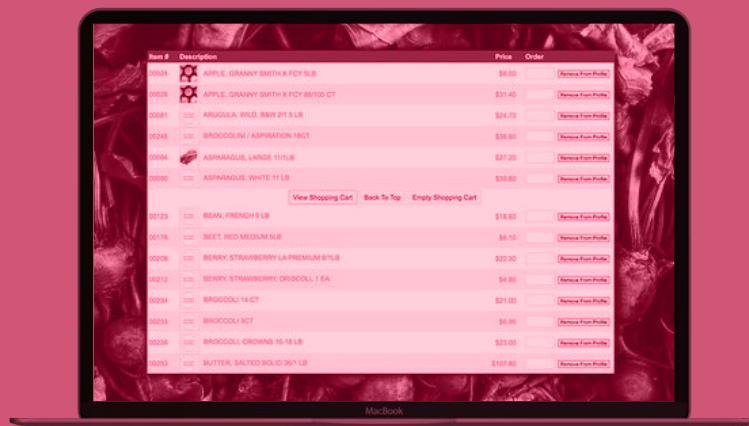 Item # Description Price Order
00024 APPLE, GRANNY SMITH X FCY 5LB $8.00 Remove From Profile
00026 APPLE, GRANNY SMITH X FCY 88/100 CT $31.40 Remove From Profile
00081 ARUGULA, WILD, B&W 2/1.5 LB $24.70 Remove From Profile
00248 BROCCOLINI / ASPIRATION 18CT $36.60 Remove From Profile
00084 ASPARAGUS, LARGE 11/1LB $27.20 Remove From Profile
00090 ASPARAGUS, WHITE 11 LB Remove From Profile
View Shopping Cart Back To Top Empty Shopping Cart
00123 BEAN, FRENCH 5 LB $18.60 Remove From Profile
00176 BEET, RED MEDIUM 5LB $6.10 Remove From Profile
00208 BERRY, STRAWBERRY LA PREMIUM 8/1LB $22.30 Remove From Profile
00212 BERRY, STRAWBERRY, DRISCOLL 1 EA $4.80 Remove From Profile
00234 BROCCOLI 14 CT $21.00 Remove From Profile
BROCCOLI 3CT Remove From Profile
00236 BROCCOLI, CROWNS 15-18 LB $23.00 Remove From Profile
00253 BUTTER, SALTED SOLID 36/1 LB $107.80 Remove From Profile
MacBook